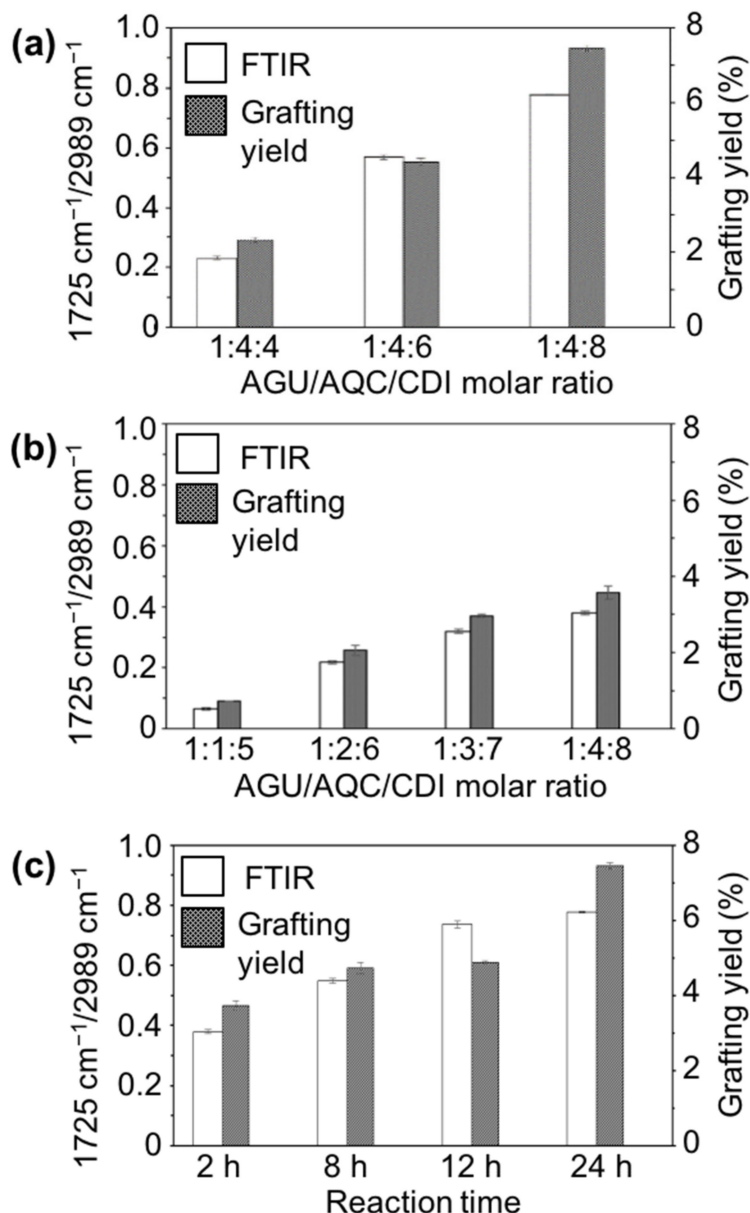 (a)
FTIR
Grafting
yield
1725 cm⁻¹/2989 cm⁻¹
1.0
0.8
0.6
0.4
0.2
0
8
6
4
2
0
Grafting yield (%)
1:4:4 1:4:6 1:4:8
AGU/AQC/CDI molar ratio
(b)
FTIR
Grafting
yield
1725 cm⁻¹/2989 cm⁻¹
1.0
0.8
0.6
0.4
0.2
0
8
6
4
2
0
Grafting yield (%)
1:1:5 1:2:6 1:3:7 1:4:8
AGU/AQC/CDI molar ratio
(c)
FTIR
Grafting
yield
1725 cm⁻¹/2989 cm⁻¹
1.0
0.8
0.6
0.4
0.2
0
8
6
4
2
0
Grafting yield (%)
2 h 8 h 12 h 24 h
Reaction time